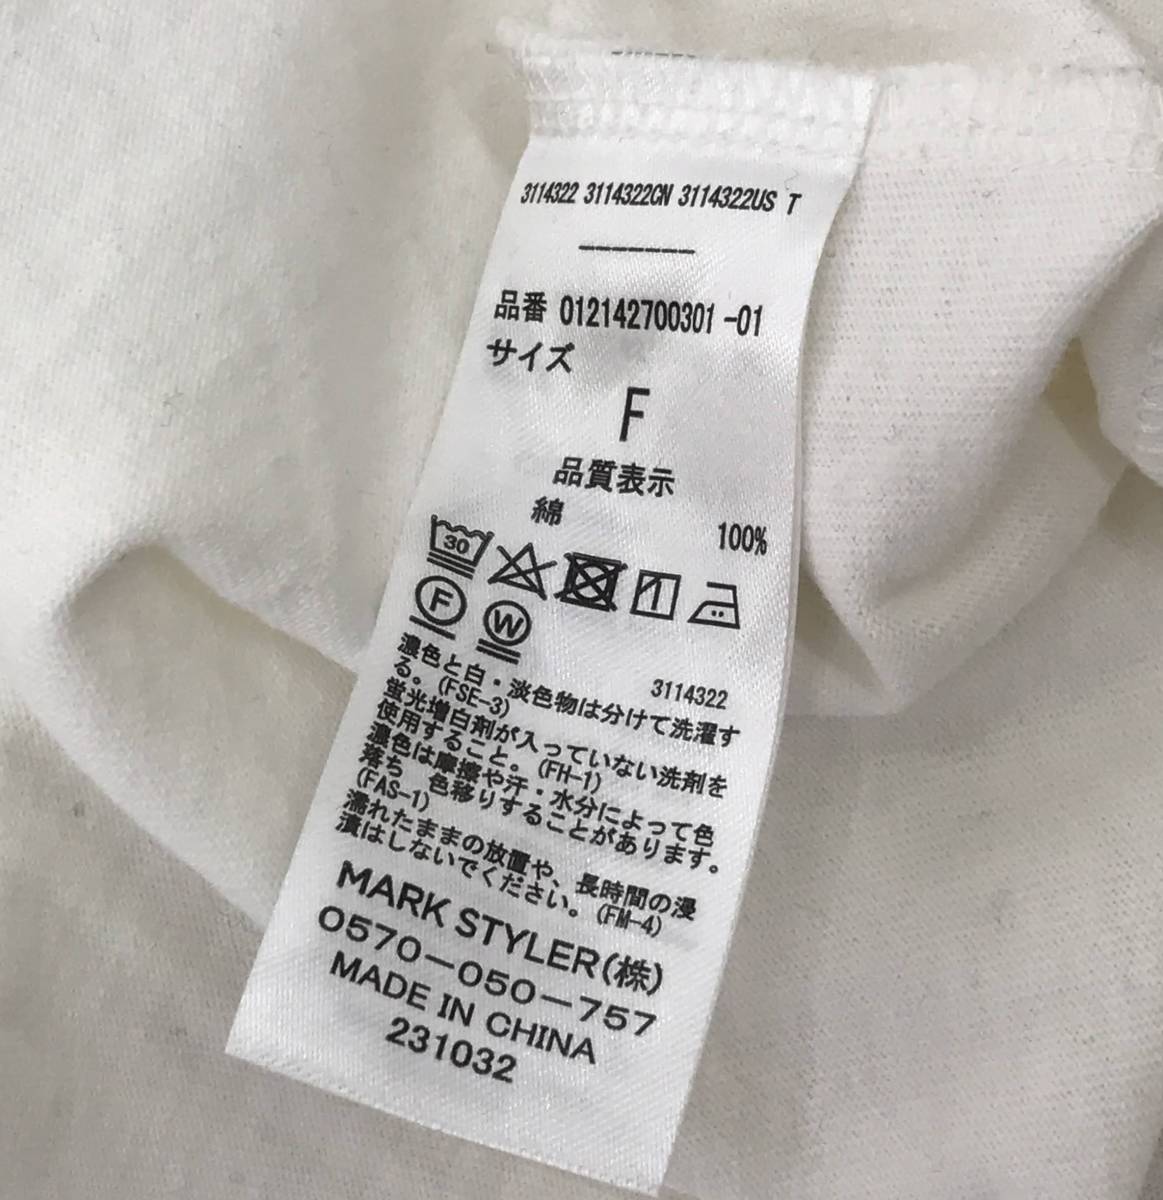 3114322 3114322CN 3114322US T
-------
品番 012142700301-01
サイズ
F
品質表示
綿 100%
30
F W
3114322
濃色と白・淡色物は分けて洗濯す
る。(FSE-3)
蛍光増白剤が入っていない洗剤を
使用すること。(FH-1)
濃色は摩擦や汗・水分によって色
落ち 色移りすることがあります。
(FAS-1)
濡れたままの放置や、長時間の浸
漬はしないでください。(FM-4)
MARK STYLER(株)
0570-050-757
MADE IN CHINA
231032